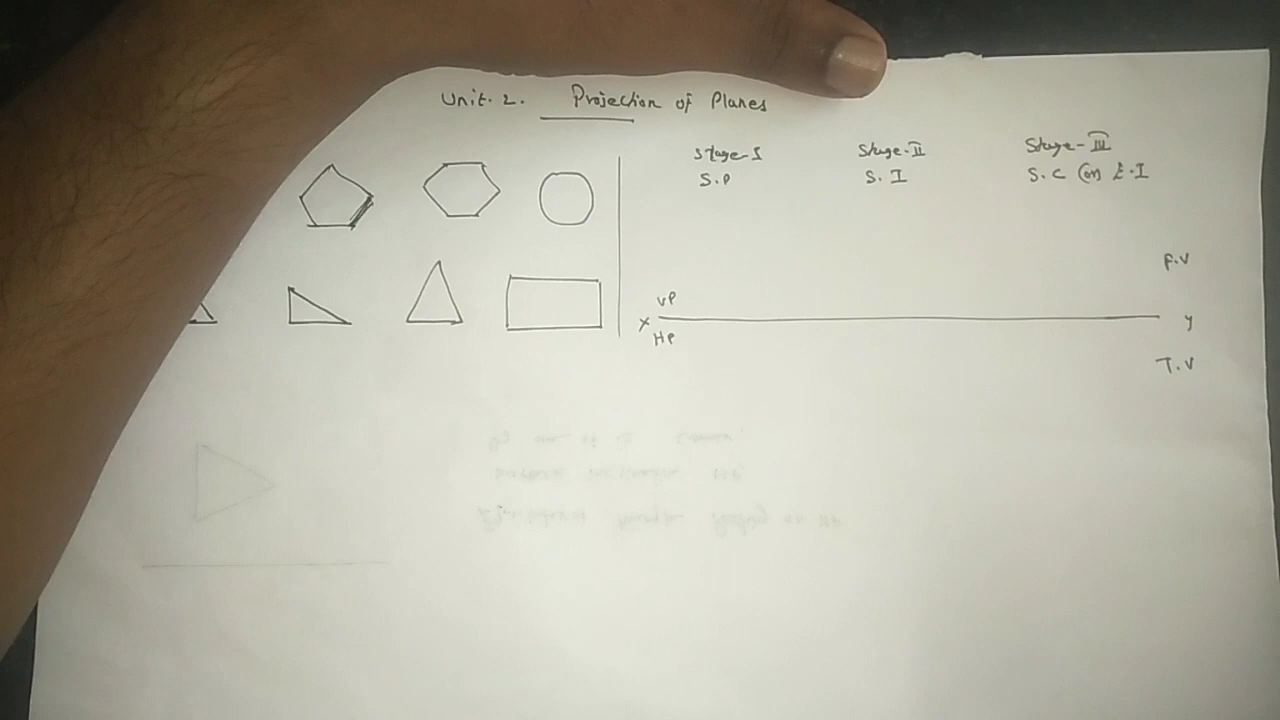 Unit. 2. Projection of Planes
Stage-I Stage-II Stage-III
S.P S.I S.C (or) E.I
F.V
VP
X Y
HP
T.V